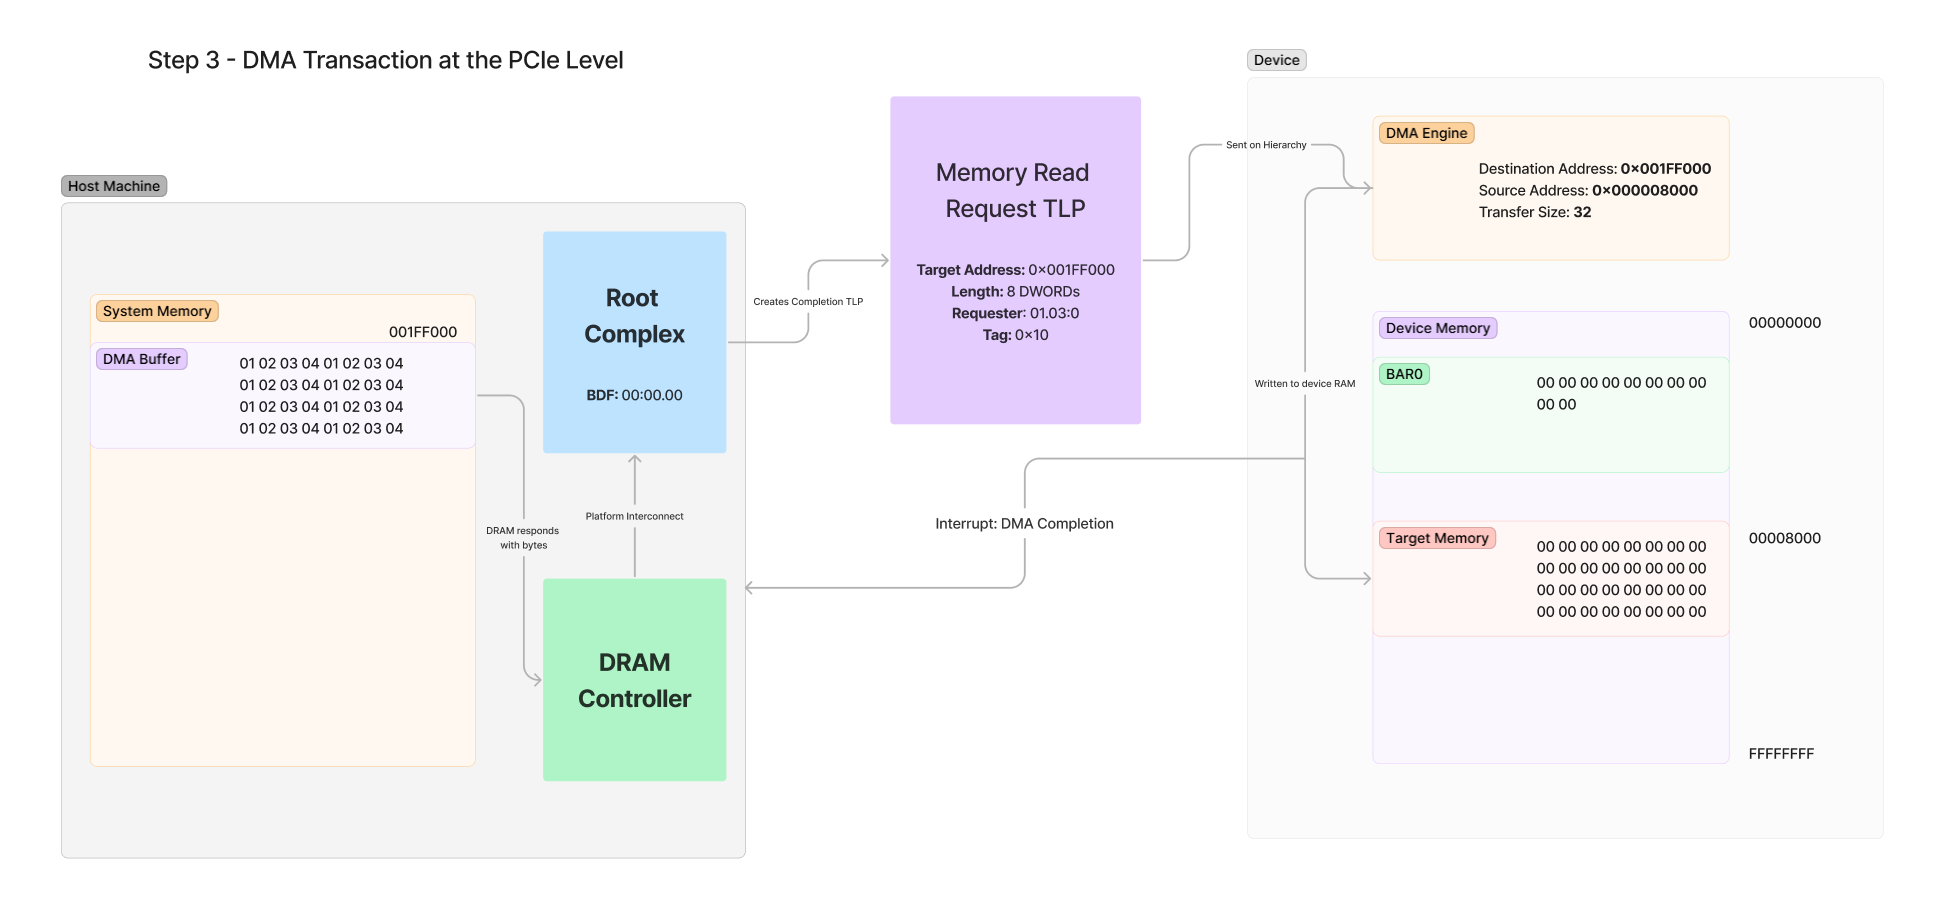 Step 3 - DMA Transaction at the PCIe Level
Host Machine
System Memory
001FF000
DMA Buffer
01 02 03 04 01 02 03 04
01 02 03 04 01 02 03 04
01 02 03 04 01 02 03 04
01 02 03 04 01 02 03 04
DRAM responds
with bytes
Root
Complex
BDF: 00:00.00
Platform Interconnect
DRAM
Controller
Creates Completion TLP
Memory Read
Request TLP
Target Address: 0×001FF000
Length: 8 DWORDs
Requester: 01.03:0
Tag: 0×10
Sent on Hierarchy
Interrupt: DMA Completion
Written to device RAM
Device
DMA Engine
Destination Address: 0×001FF000
Source Address: 0×000008000
Transfer Size: 32
Device Memory
00000000
BAR0
00 00 00 00 00 00 00 00
00 00
Target Memory
00008000
00 00 00 00 00 00 00 00
00 00 00 00 00 00 00 00
00 00 00 00 00 00 00 00
00 00 00 00 00 00 00 00
FFFFFFFF